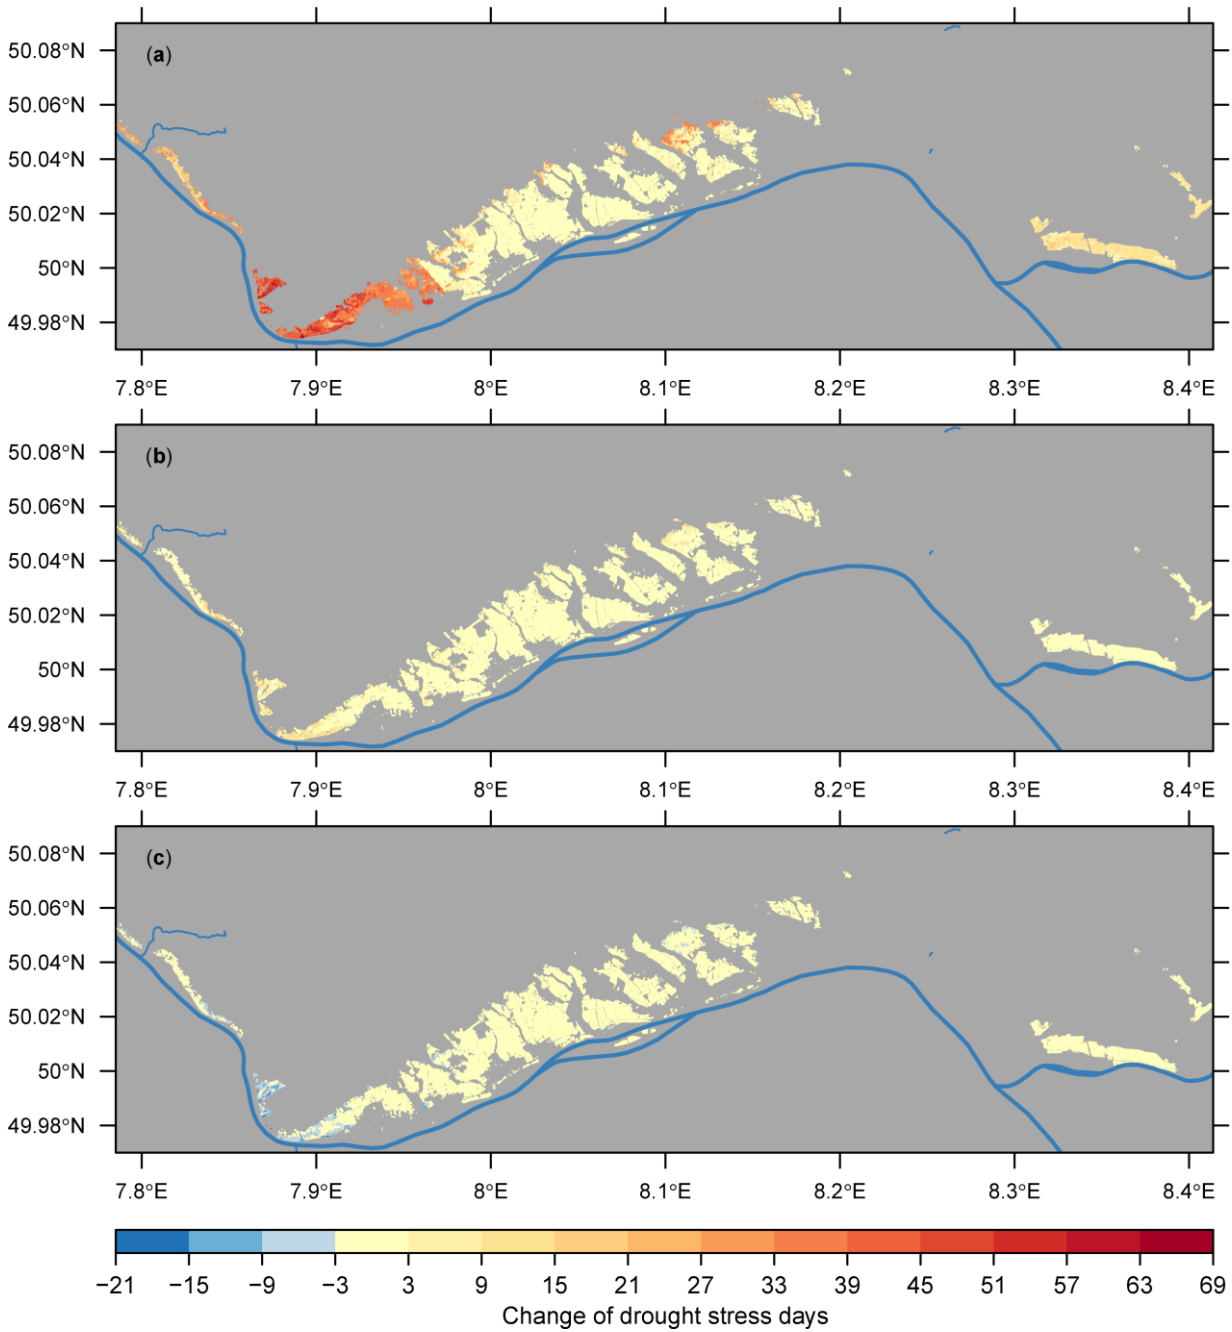 50.08°N
(a)
50.06°N
50.04°N
50.02°N
50°N
49.98°N
7.8°E 7.9°E 8°E 8.1°E 8.2°E 8.3°E 8.4°E
50.08°N
(b)
50.06°N
50.04°N
50.02°N
50°N
49.98°N
7.8°E 7.9°E 8°E 8.1°E 8.2°E 8.3°E 8.4°E
50.08°N
(c)
50.06°N
50.04°N
50.02°N
50°N
49.98°N
7.8°E 7.9°E 8°E 8.1°E 8.2°E 8.3°E 8.4°E
−21 −15 −9 −3 3 9 15 21 27 33 39 45 51 57 63 69
Change of drought stress days